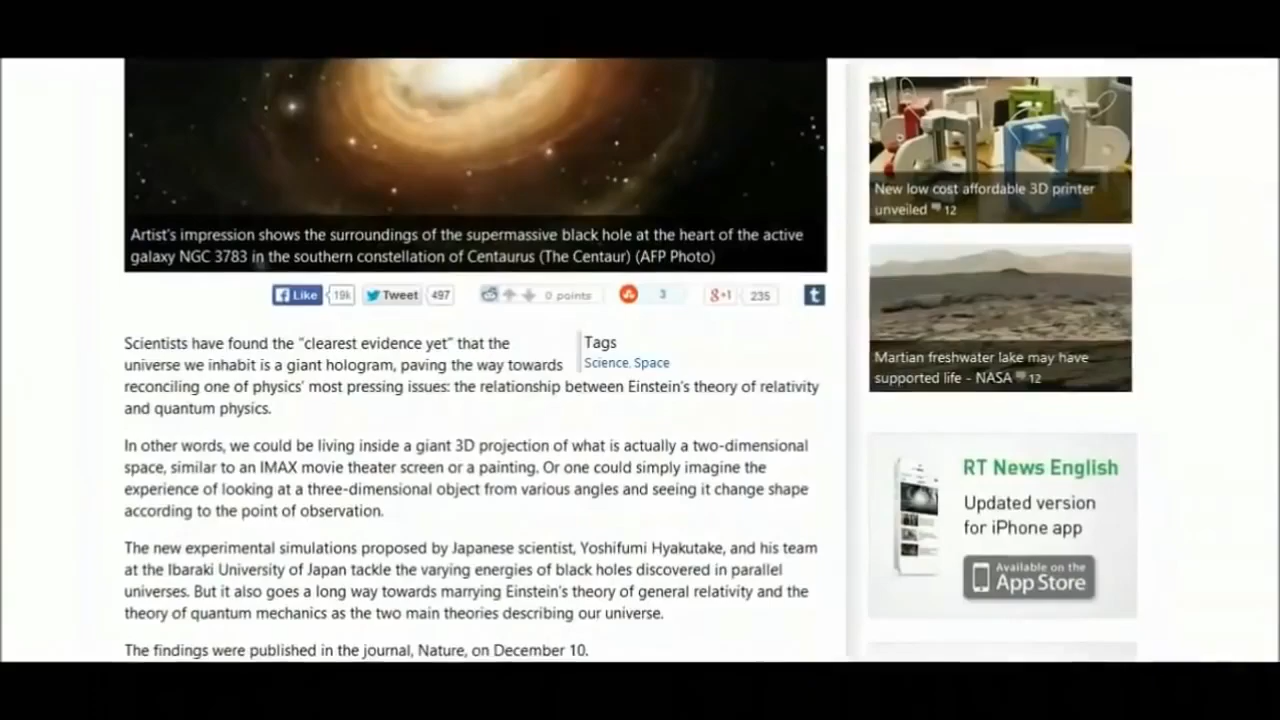 Artist's impression shows the surroundings of the supermassive black hole at the heart of the active
galaxy NGC 3783 in the southern constellation of Centaurus (The Centaur) (AFP Photo)
Like 19k Tweet 497 0 points 3 g+1 235 t
Scientists have found the "clearest evidence yet" that the
universe we inhabit is a giant hologram, paving the way towards
reconciling one of physics' most pressing issues: the relationship between Einstein's theory of relativity
and quantum physics.
Tags
Science, Space
In other words, we could be living inside a giant 3D projection of what is actually a two-dimensional
space, similar to an IMAX movie theater screen or a painting. Or one could simply imagine the
experience of looking at a three-dimensional object from various angles and seeing it change shape
according to the point of observation.
The new experimental simulations proposed by Japanese scientist, Yoshifumi Hyakutake, and his team
at the Ibaraki University of Japan tackle the varying energies of black holes discovered in parallel
universes. But it also goes a long way towards marrying Einstein's theory of general relativity and the
theory of quantum mechanics as the two main theories describing our universe.
The findings were published in the journal, Nature, on December 10.
New low cost affordable 3D printer
unveiled 12
Martian freshwater lake may have
supported life - NASA 12
RT News English
Updated version
for iPhone app
Available on the
App Store